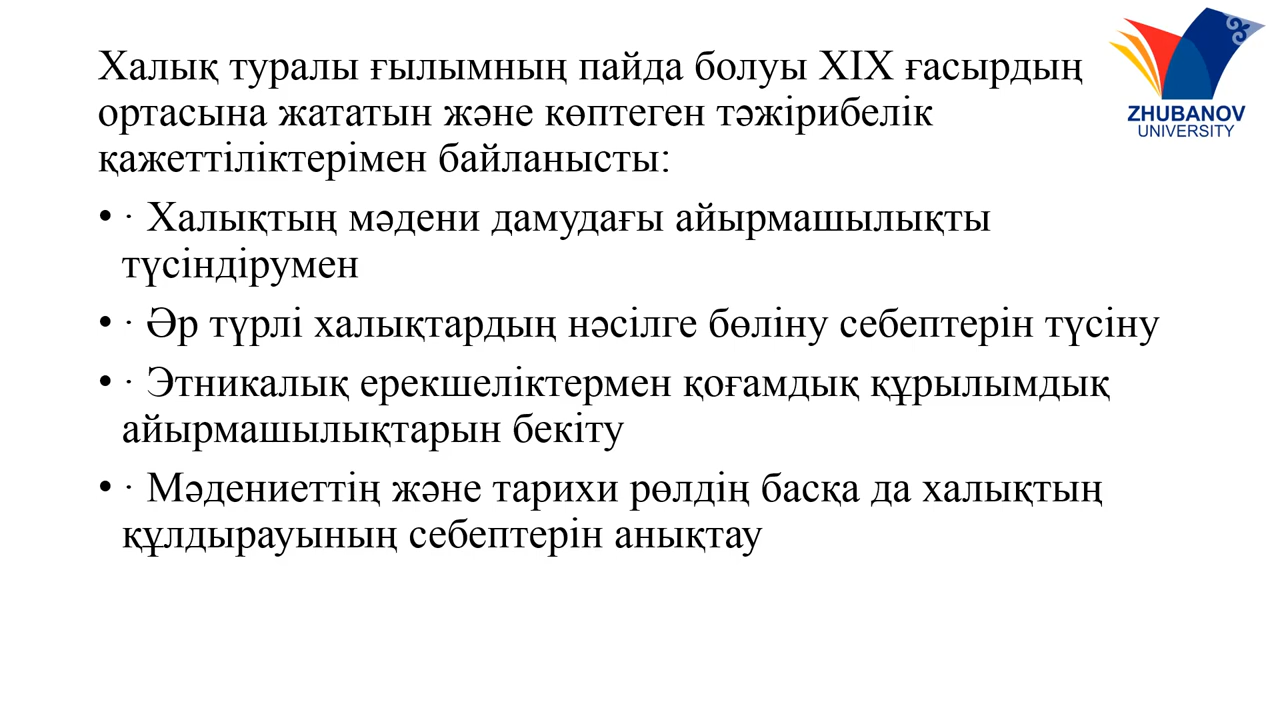 Халық туралы ғылымның пайда болуы XIX ғасырдың
ортасына жататын және көптеген тәжірибелік
қажеттіліктерімен байланысты:
• · Халықтың мәдени дамудағы айырмашылықты
түсіндірумен
• · Әр түрлі халықтардың нәсілге бөліну себептерін түсіну
• · Этникалық ерекшеліктермен қоғамдық құрылымдық
айырмашылықтарын бекіту
• · Мәдениеттің және тарихи рөлдің басқа да халықтың
құлдырауының себептерін анықтау
ZHUBANOV
UNIVERSITY